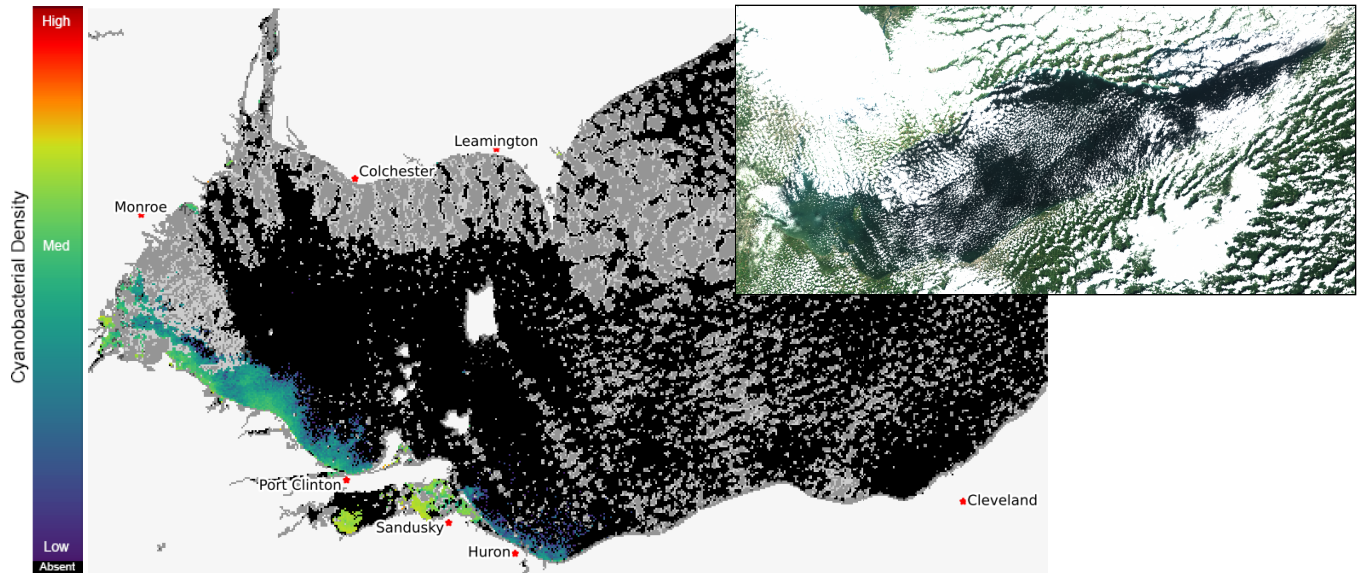 High
Cyanobacterial Density
Med
Low
Absent
Leamington
Colchester
Monroe
Port Clinton
Sandusky
Huron
Cleveland